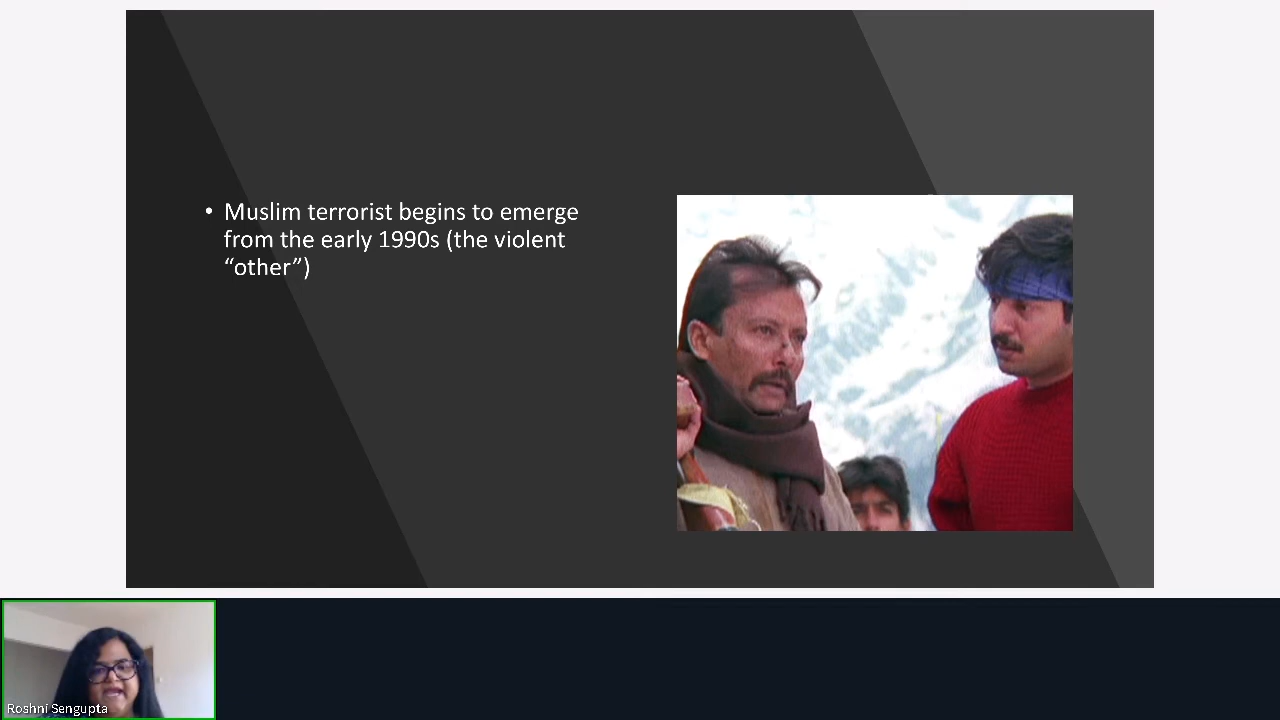 • Muslim terrorist begins to emerge
from the early 1990s (the violent
“other”)
Roshni Sengupta